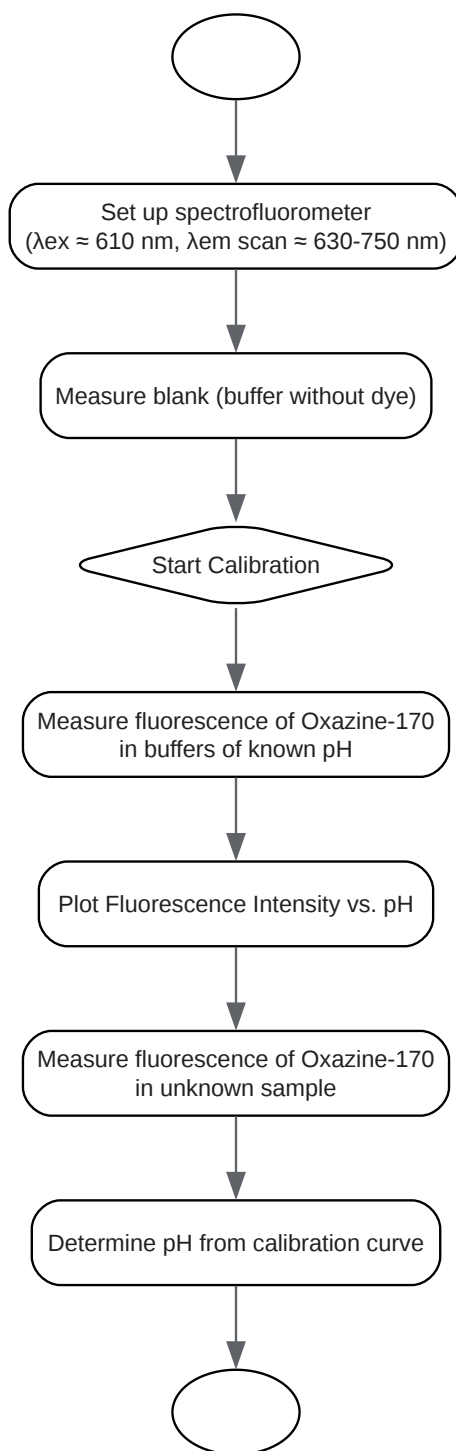 Set up spectrofluorometer
(λex ≈ 610 nm, λem scan ≈ 630-750 nm)
Measure blank (buffer without dye)
Start Calibration
Measure fluorescence of Oxazine-170
in buffers of known pH
Plot Fluorescence Intensity vs. pH
Measure fluorescence of Oxazine-170
in unknown sample
Determine pH from calibration curve